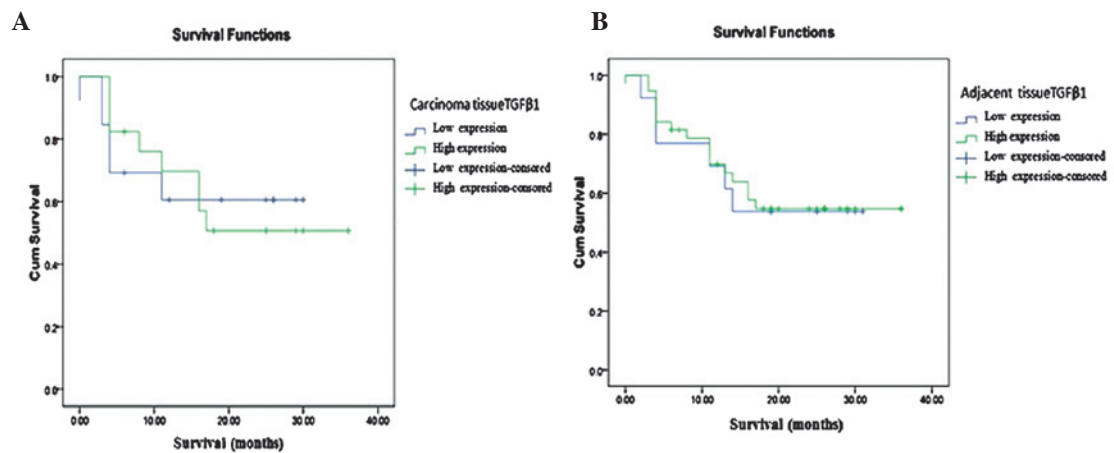 A
Survival Functions
Cum Survival
1.0
0.8
0.6
0.4
0.2
0.0
0.00
10.00
20.00
30.00
40.00
Survival (months)
Carcinoma tissueTGFβ1
Low expression
High expression
Low expression-consored
High expression-consored
B
Survival Functions
Cum Survival
1.0
0.8
0.6
0.4
0.2
0.0
0.00
10.00
20.00
30.00
40.00
Survival (months)
Adjacent tissueTGFβ1
Low expression
High expression
Low expression-consored
High expression-consored